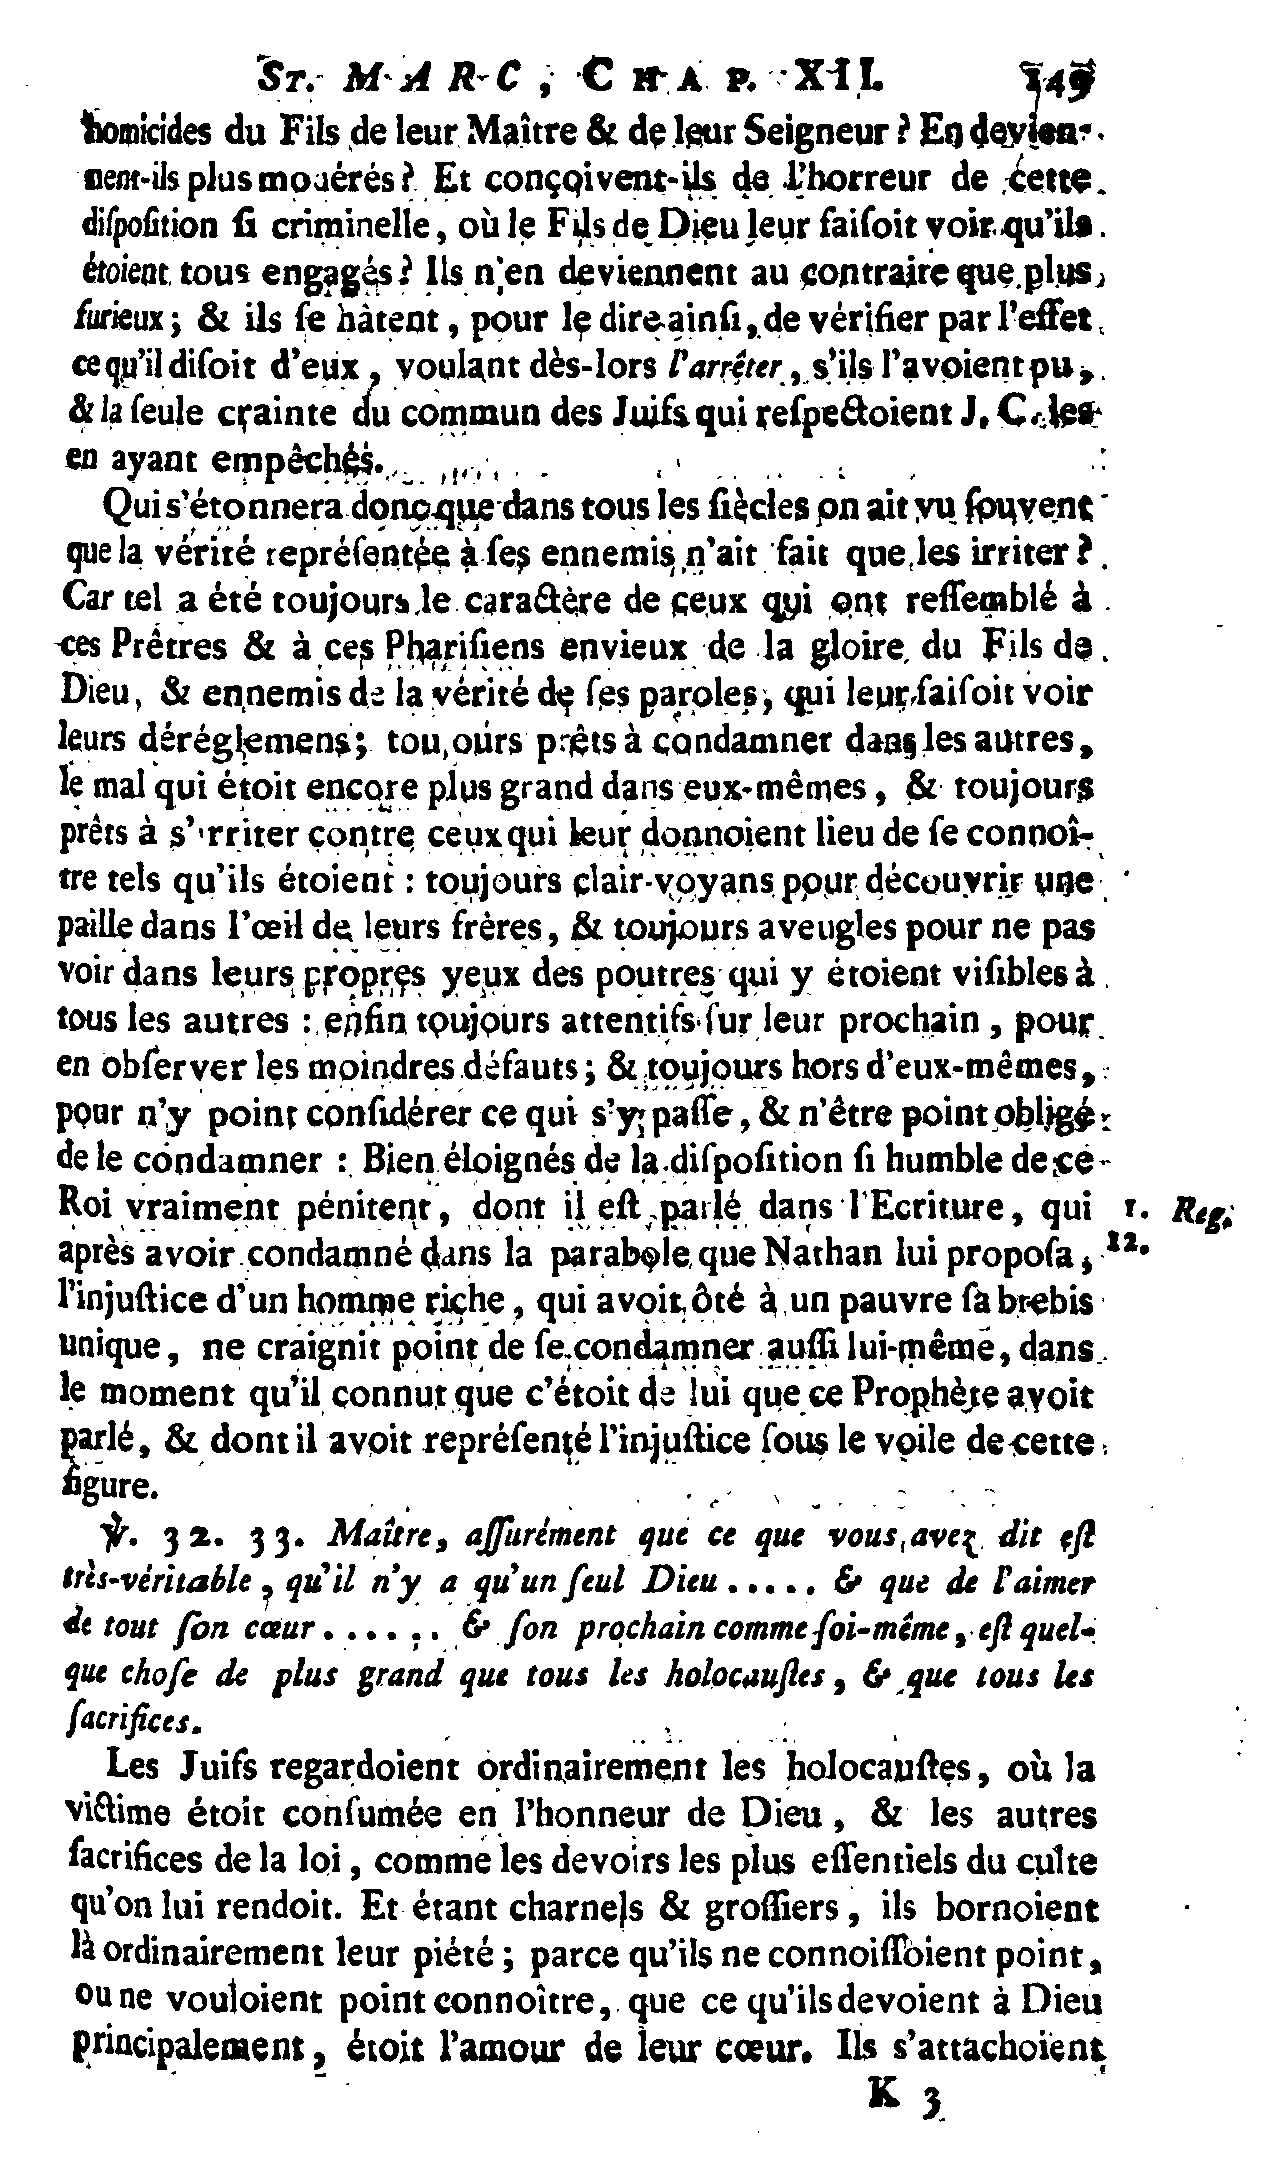 ST. MARC, CHAP. XII. 149
homicides du Fils de leur Maître & de leur Seigneur ? En devien-
nent-ils plus modérés ? Et conçoivent-ils de l'horreur de cette
diſpoſition ſi criminelle, où le Fils de Dieu leur faiſoit voir qu'ils
étoient tous engagés ? Ils n'en deviennent au contraire que plus
furieux ; & ils ſe hâtent, pour le dire ainſi, de vérifier par l'effet
ce qu'il diſoit d'eux, voulant dès-lors l'arrêter, s'ils l'avoient pu,
& la ſeule crainte du commun des Juifs qui reſpectoient J. C. les
en ayant empêchés.
Qui s'étonnera donc que dans tous les ſiècles on ait vu ſouvent
que la vérité repréſentée à ſes ennemis n'ait fait que les irriter ?
Car tel a été toujours le caractère de ceux qui ont reſſemblé à
ces Prêtres & à ces Phariſiens envieux de la gloire du Fils de
Dieu, & ennemis de la vérité de ſes paroles, qui leur faiſoit voir
leurs déréglemens ; toujours prêts à condamner dans les autres,
le mal qui étoit encore plus grand dans eux-mêmes, & toujours
prêts à s'irriter contre ceux qui leur donnoient lieu de ſe connoî-
tre tels qu'ils étoient : toujours clair-voyans pour découvrir une
paille dans l'œil de leurs frères, & toujours aveugles pour ne pas
voir dans leurs propres yeux des poutres qui y étoient viſibles à
tous les autres : enfin toujours attentifs ſur leur prochain, pour
en obſerver les moindres défauts ; & toujours hors d'eux-mêmes,
pour n'y point conſidérer ce qui s'y paſſe, & n'être point obligé
de le condamner : Bien éloignés de la diſpoſition ſi humble de ce
Roi vraiment pénitent, dont il eſt parlé dans l'Ecriture, qui 1. Reg.
après avoir condamné dans la parabole que Nathan lui propoſa, 12.
l'injuſtice d'un homme riche, qui avoit ôté à un pauvre ſa brebis
unique, ne craignit point de ſe condamner auſſi lui-même, dans
le moment qu'il connut que c'étoit de lui que ce Prophète avoit
parlé, & dont il avoit repréſenté l'injuſtice ſous le voile de cette
figure.
℣. 32. 33. Maître, aſſurément que ce que vous avez dit eſt
très-véritable, qu'il n'y a qu'un ſeul Dieu ..... & que de l'aimer
de tout ſon cœur ...... & ſon prochain comme ſoi-même, eſt quel-
que choſe de plus grand que tous les holocauſtes, & que tous les
ſacrifices.
Les Juifs regardoient ordinairement les holocauſtes, où la
victime étoit conſumée en l'honneur de Dieu, & les autres
ſacrifices de la loi, comme les devoirs les plus eſſentiels du culte
qu'on lui rendoit. Et étant charnels & groſſiers, ils bornoient
là ordinairement leur piété ; parce qu'ils ne connoiſſoient point,
ou ne vouloient point connoître, que ce qu'ils devoient à Dieu
principalement, étoit l'amour de leur cœur. Ils s'attachoient
K 3